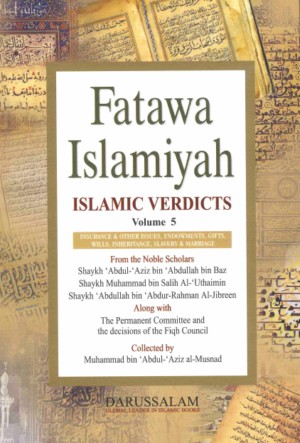 Fatawa
Islamiyah
ISLAMIC VERDICTS
Volume 5
INSURANCE & OTHER ISSUES, ENDOWMENTS, GIFTS,
WILLS, INHERITANCE, SLAVERY & MARRIAGE
From the Noble Scholars
Shaykh ‘Abdul-‘Aziz bin ‘Abdullah bin Baz
Shaykh Muhammad bin Salih Al-‘Uthaimin
Shaykh ‘Abdullah bin ‘Abdur-Rahman Al-Jibreen
Along with
The Permanent Committee and
the decisions of the Fiqh Council
Collected by
Muhammad bin ‘Abdul-‘Aziz al-Musnad
DARUSSALAM
GLOBAL LEADER IN ISLAMIC BOOKS